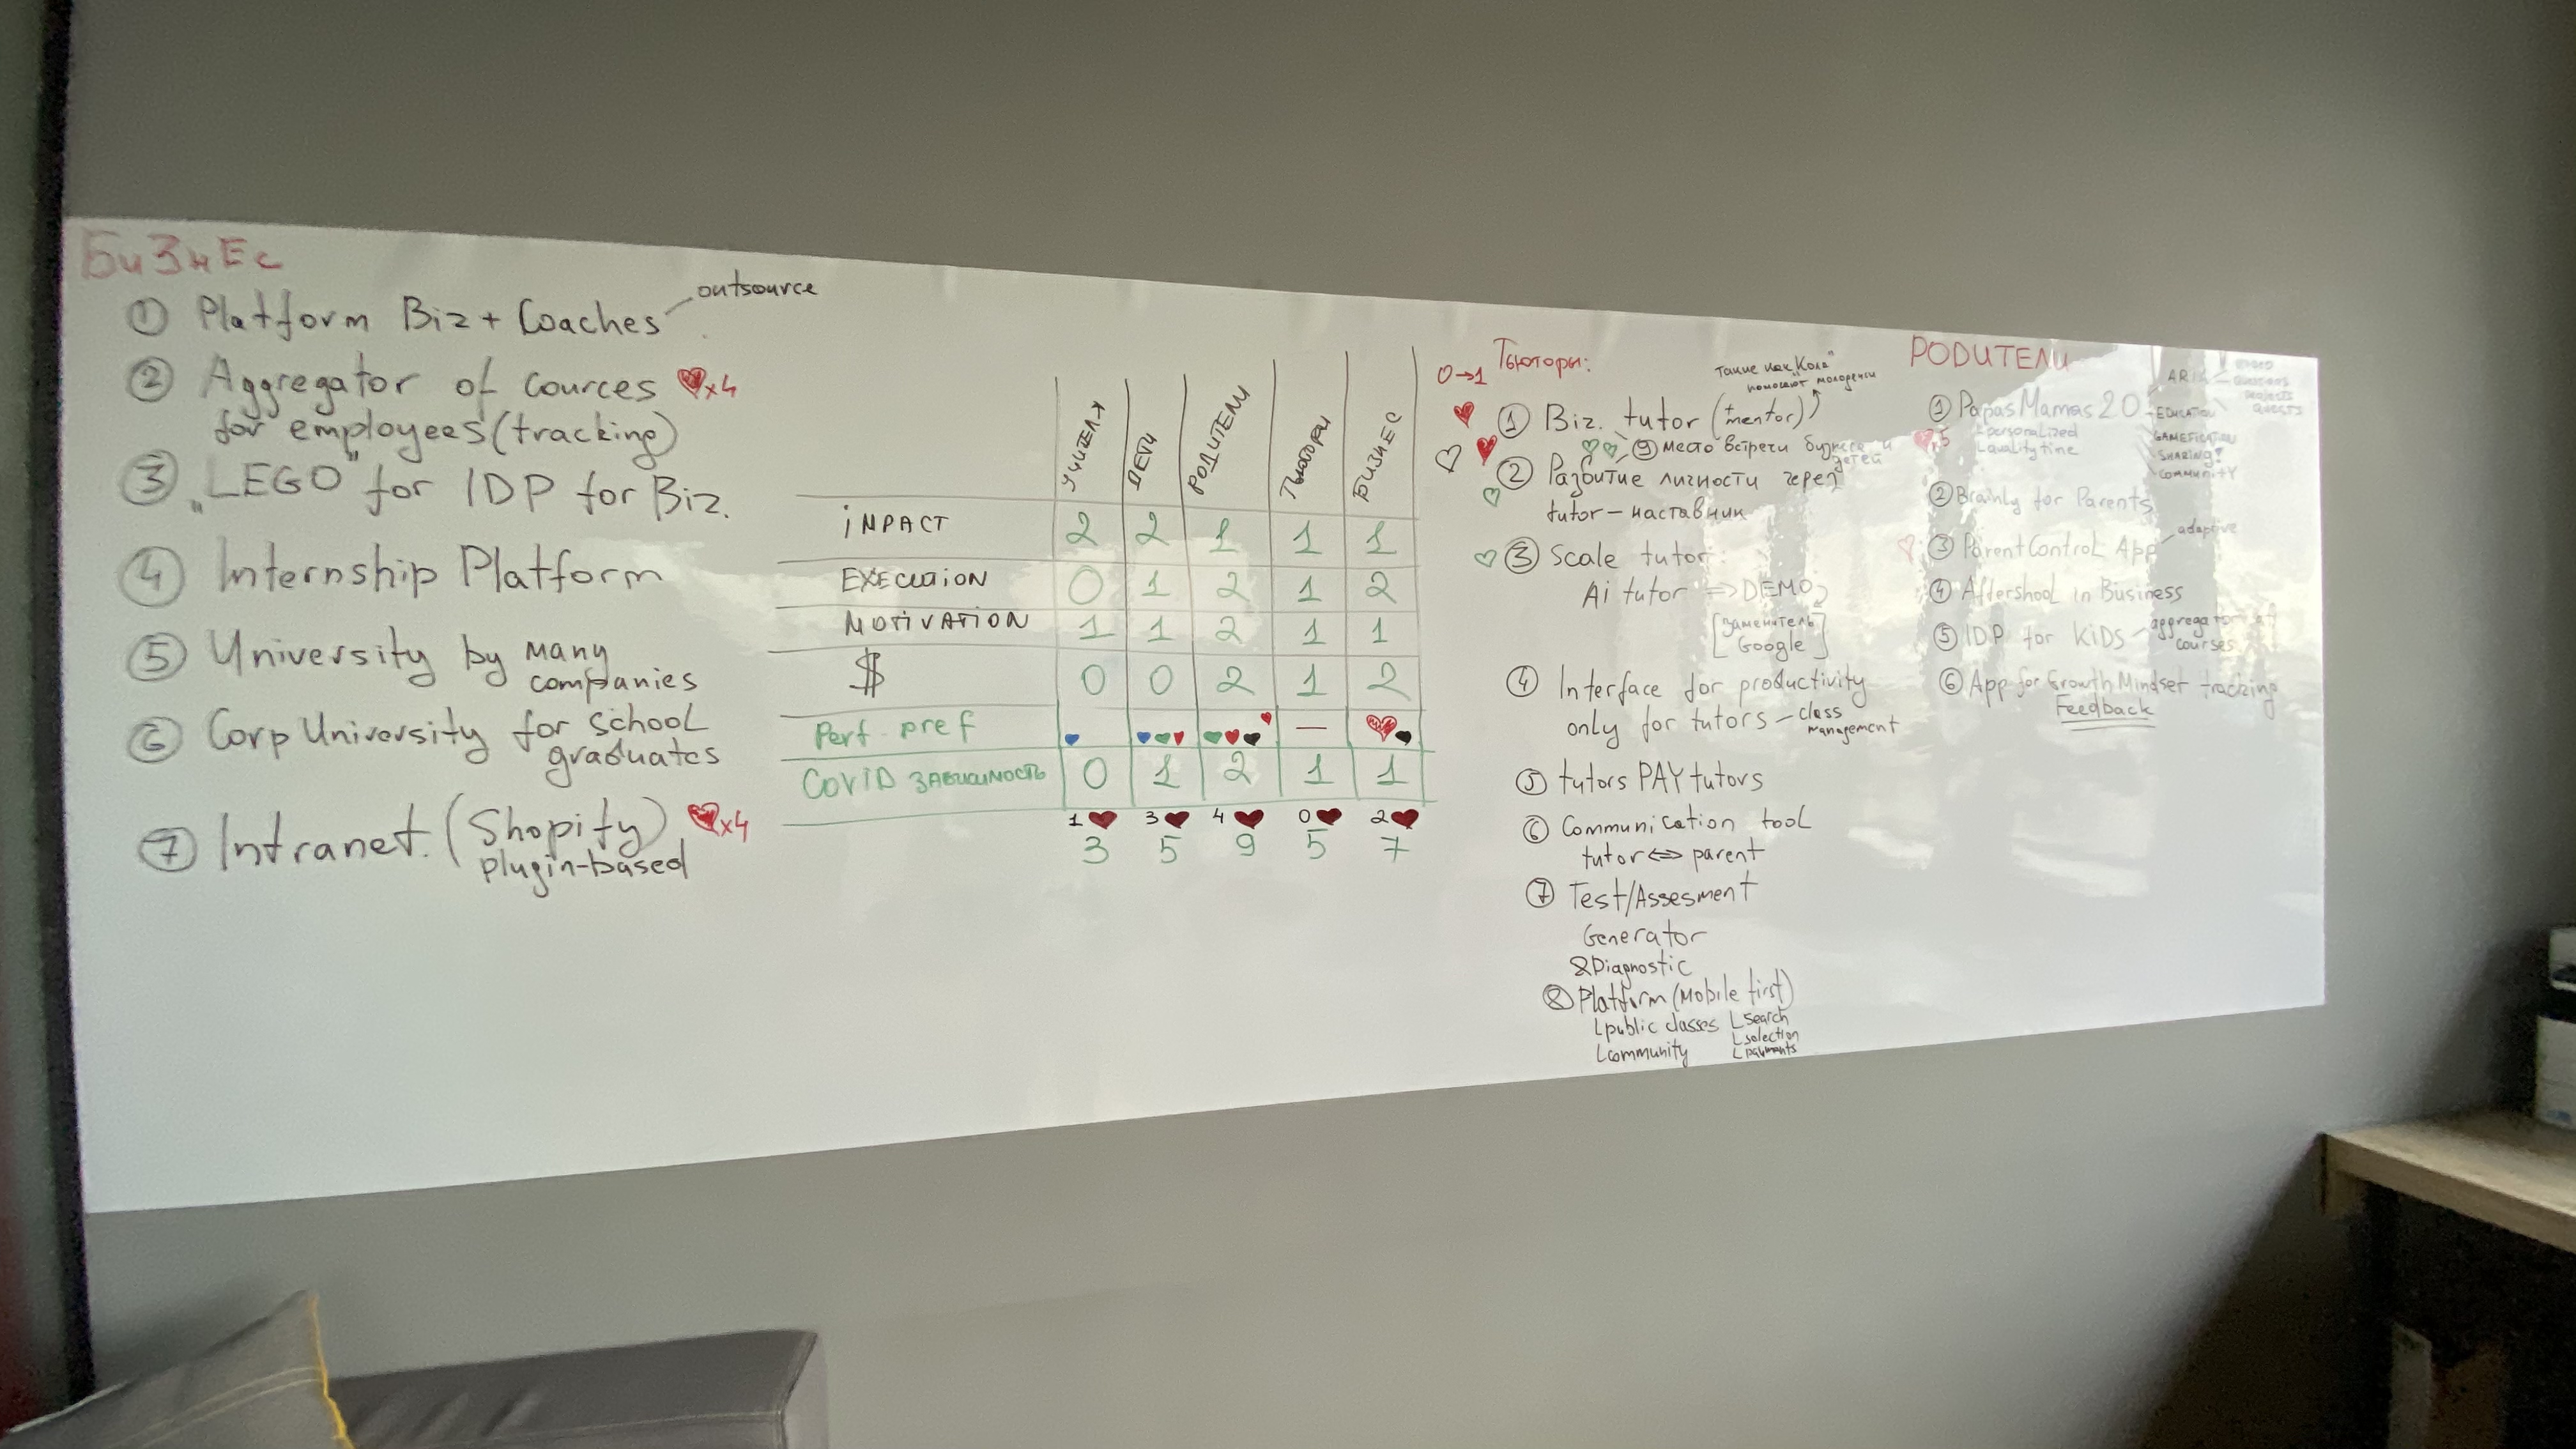 БиЗнЕс
① Platform Biz + Coaches
outsource
② Aggregator of Cources x4
for employees (tracking)
③ „LEGO" for IDP for Biz.
④ Internship Platform
⑤ University by Many
companies
⑥ Corp University for School
graduates
⑦ Intranet. (Shopify) x4
plugin-based
ДЕТИ РОДИТЕЛИ Тьюторы БИЗНЕС
iMPACT 2 2 1 1 1
EXECUTION 0 1 2 1 2
MOTIVATION 1 1 2 1 1
$ 0 0 2 1 2
pref —
COVID ЗАВИСИМОСТЬ 0 1 2 1 1
1 3 4 0 2
3 5 9 5 7
0→1 Тьюторы:
Такие как "Коля"
помогают молодежи
① Biz. tutor (+mentor)
⑨ Место встречи бизнеса и
детей
② Развитие личности через
tutor – наставник
③ Scale tutor:
Ai tutor ⇒ DEMO
[Заменитель
Google]
④ Interface for productivity
only for tutors – class
management
⑤ tutors PAY tutors
⑥ Communication tool
tutor ⇔ parent
⑦ Test/Assesment
Generator
&Diagnostic
⑧ Platform (Mobile first)
public classes
search
selection
community
payments
РОДИТЕЛИ
① PapasMamas 2.0
personalized
quality time
EDUCATION
GAMEFICATION
SHARING?
COMMUNITY
② Brainly for Parents
③ ParentControl App
adaptive
④ Aftershool in Business
⑤ IDP for KiDS – aggregator of
courses
⑥ App for Growth Mindset tracking
Feedback